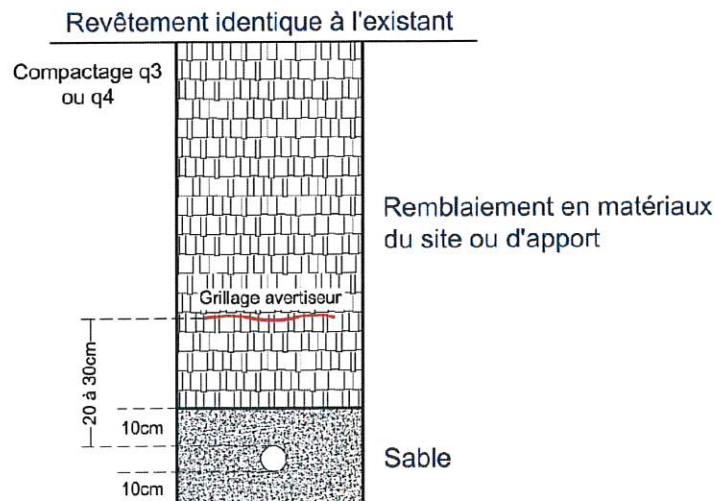 Revêtement identique à l'existant
Compactage q3
ou q4
Remblaiement en matériaux
du site ou d'apport
Grillage avertiseur
20 à 30cm
10cm
Sable
10cm